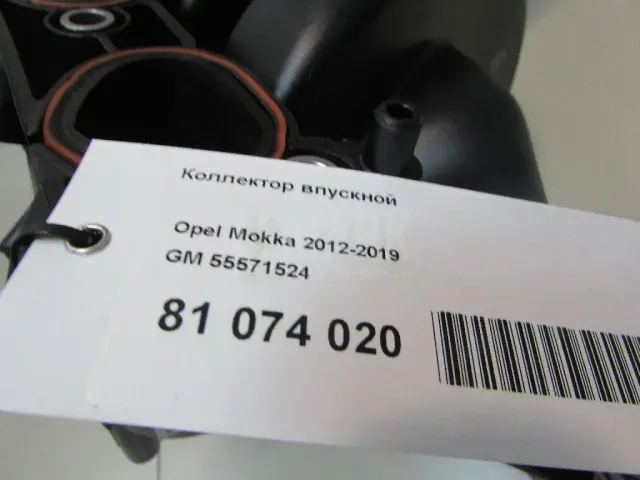 Коллектор впускной
Opel Mokka 2012-2019
GM 55571524
81 074 020